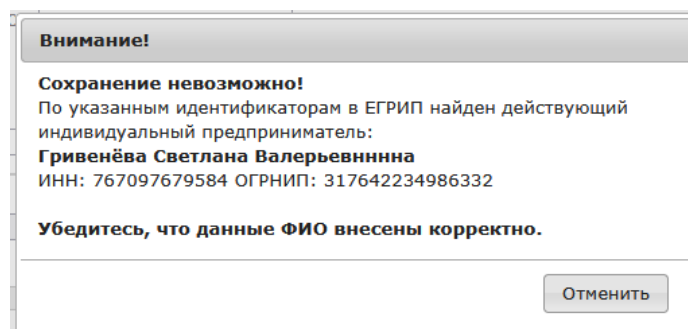 Внимание!
Сохранение невозможно!
По указанным идентификаторам в ЕГРИП найден действующий
индивидуальный предприниматель:
Гривенёва Светлана Валерьевнннна
ИНН: 767097679584 ОГРНИП: 317642234986332
Убедитесь, что данные ФИО внесены корректно.
Отменить